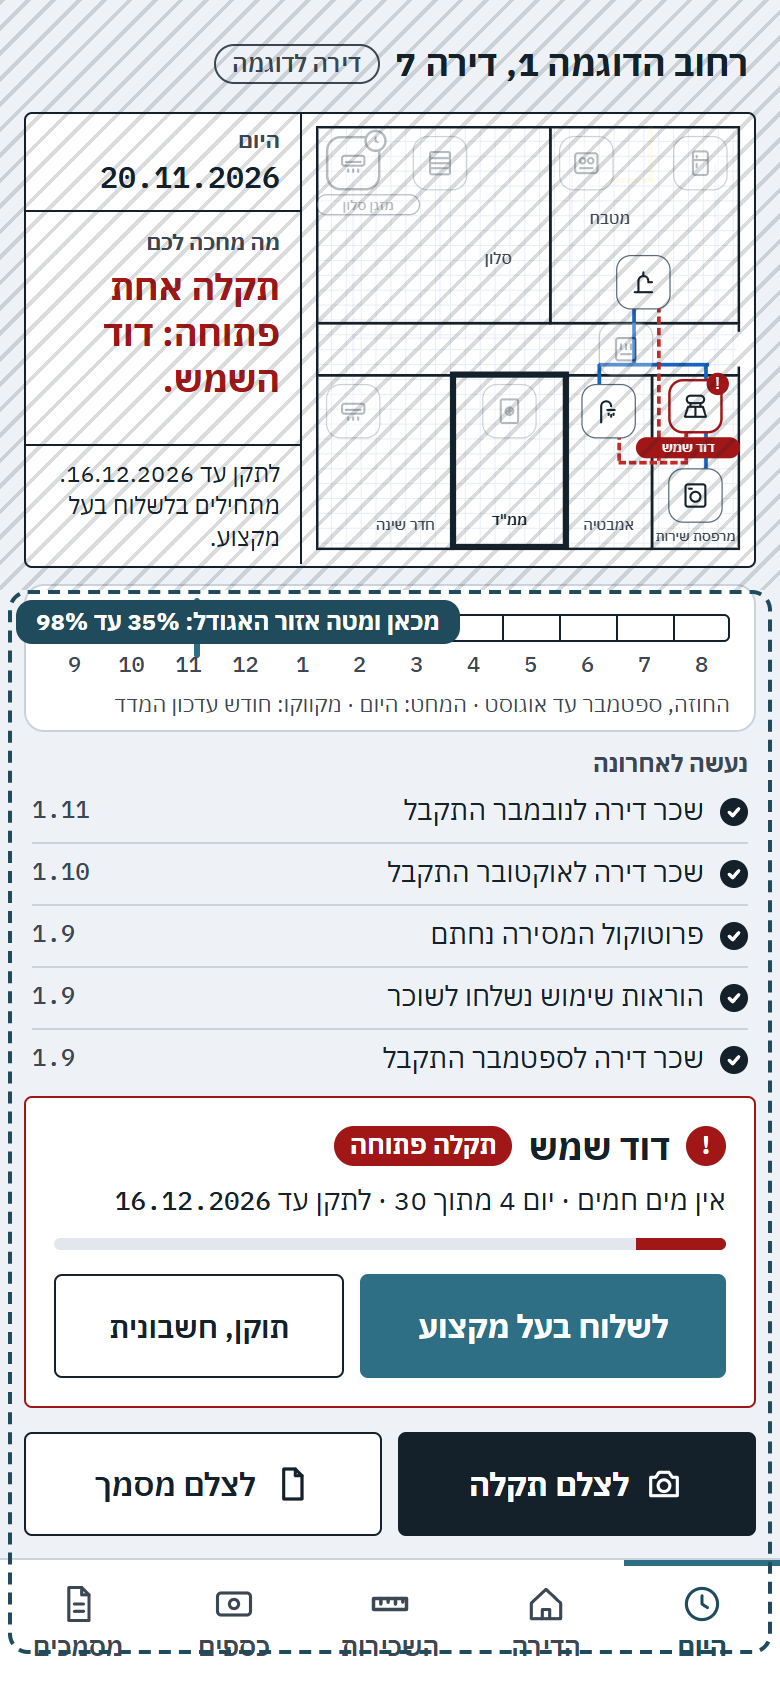 רחוב הדוגמה 1, דירה 7
דירה לדוגמה
מזגן סלון
סלון
מטבח
דוד שמש
חדר שינה
ממ"ד
אמבטיה
מרפסת שירות
היום
20.11.2026
מה מחכה לכם
תקלה אחת
פתוחה: דוד
השמש.
לתקן עד 16.12.2026.
מתחילים בלשלוח בעל
מקצוע.
מכאן ומטה אזור האגודל: 35% עד 98%
9 10 11 12 1 2 3 4 5 6 7 8
החוזה, ספטמבר עד אוגוסט · המחט: היום · מקווקו: חודש עדכון המדד
נעשה לאחרונה
שכר דירה לנובמבר התקבל 1.11
שכר דירה לאוקטובר התקבל 1.10
פרוטוקול המסירה נחתם 1.9
הוראות שימוש נשלחו לשוכר 1.9
שכר דירה לספטמבר התקבל 1.9
דוד שמש תקלה פתוחה
אין מים חמים · יום 4 מתוך 30 · לתקן עד 16.12.2026
לשלוח בעל מקצוע
תוקן, חשבונית
לצלם תקלה
לצלם מסמך
היום
הדירה
השכירות
כספים
מסמכים